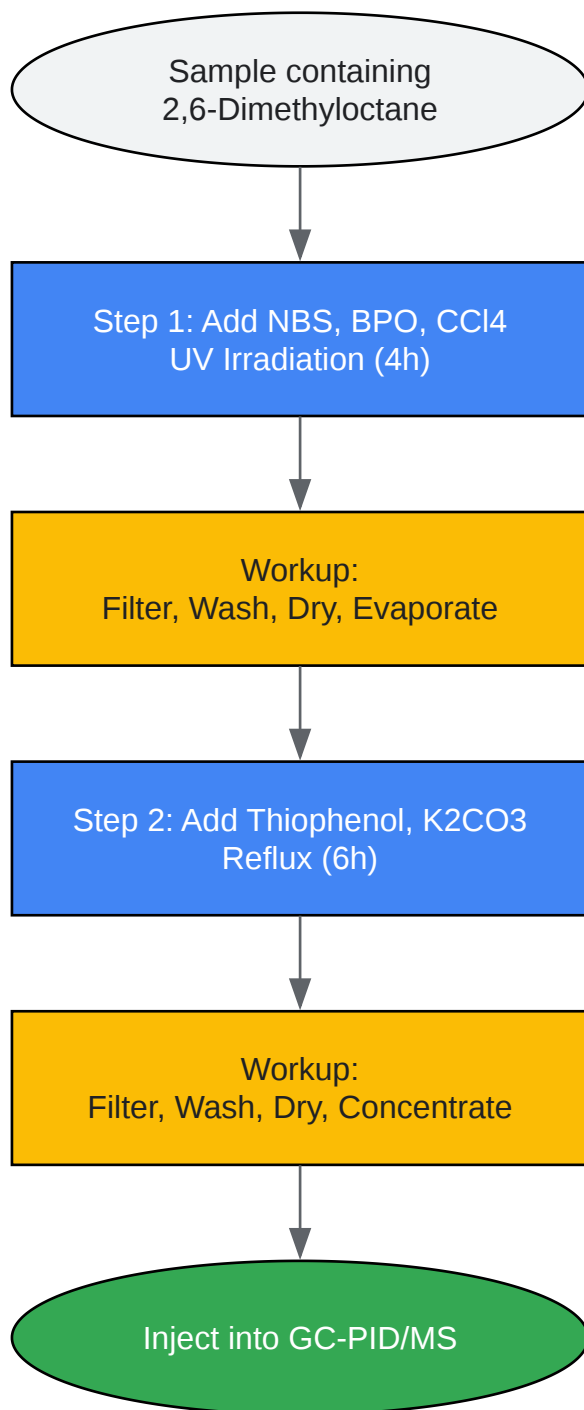 Sample containing
2,6-Dimethyloctane
Step 1: Add NBS, BPO, CCl4
UV Irradiation (4h)
Workup:
Filter, Wash, Dry, Evaporate
Step 2: Add Thiophenol, K2CO3
Reflux (6h)
Workup:
Filter, Wash, Dry, Concentrate
Inject into GC-PID/MS